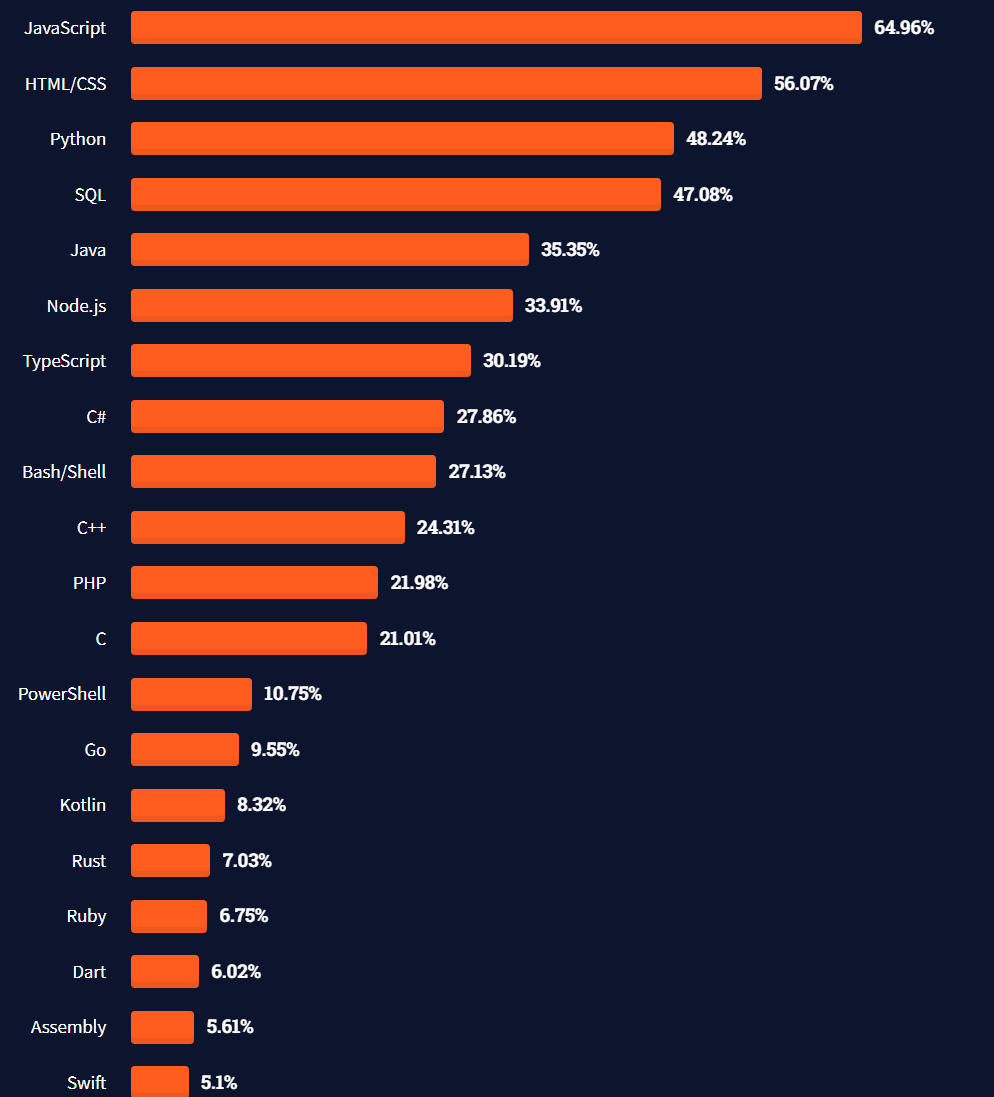 JavaScript 64.96%
HTML/CSS 56.07%
Python 48.24%
SQL 47.08%
Java 35.35%
Node.js 33.91%
TypeScript 30.19%
C# 27.86%
Bash/Shell 27.13%
C++ 24.31%
PHP 21.98%
C 21.01%
PowerShell 10.75%
Go 9.55%
Kotlin 8.32%
Rust 7.03%
Ruby 6.75%
Dart 6.02%
Assembly 5.61%
Swift 5.1%